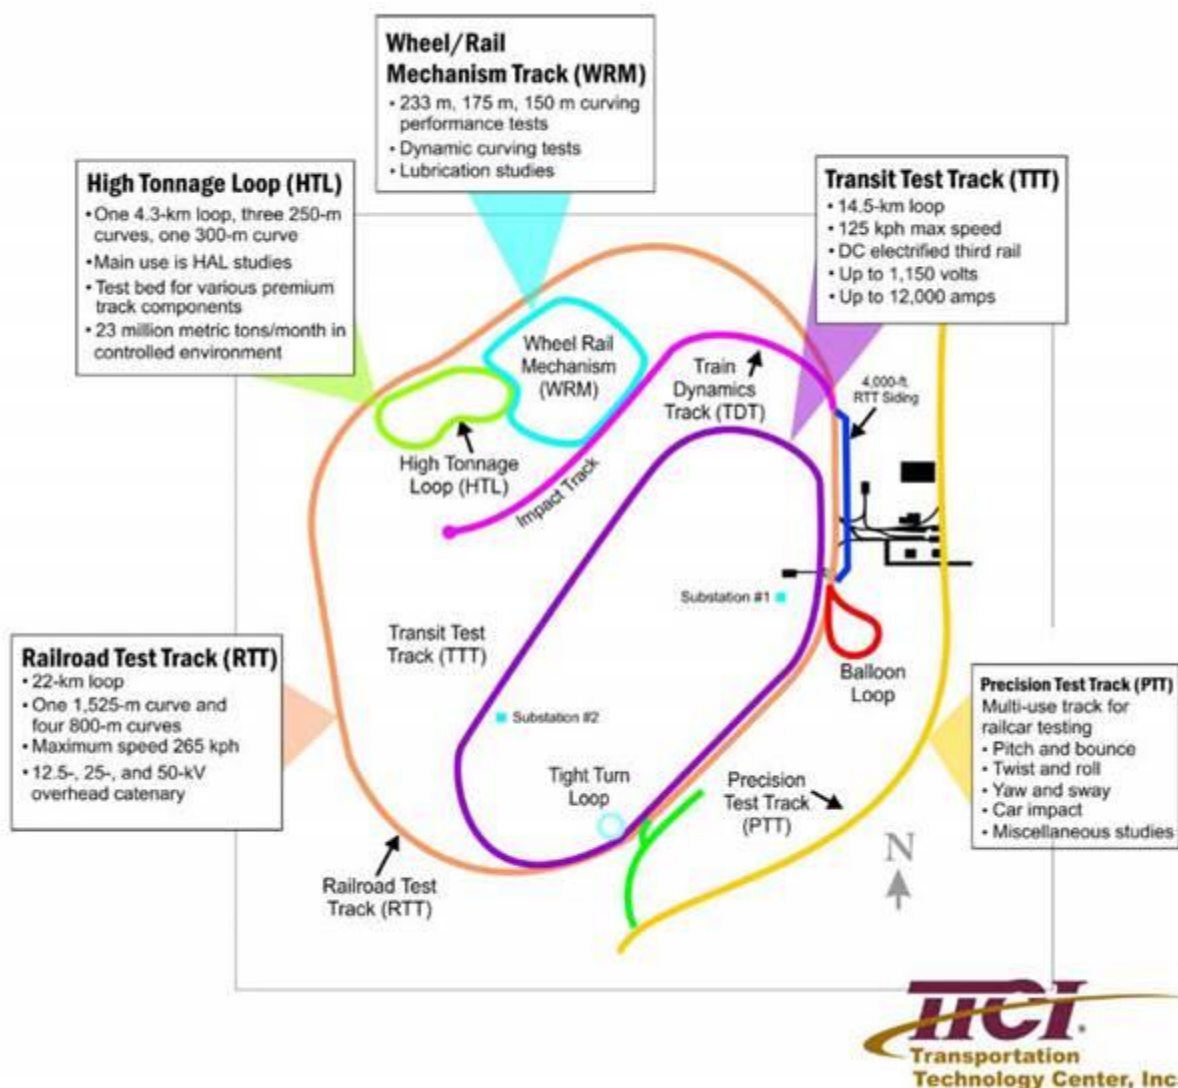 Wheel/Rail
Mechanism Track (WRM)
• 233 m, 175 m, 150 m curving
performance tests
• Dynamic curving tests
• Lubrication studies
High Tonnage Loop (HTL)
• One 4.3-km loop, three 250-m
curves, one 300-m curve
• Main use is HAL studies
• Test bed for various premium
track components
• 23 million metric tons/month in
controlled environment
Transit Test Track (TTT)
• 14.5-km loop
• 125 kph max speed
• DC electrified third rail
• Up to 1,150 volts
• Up to 12,000 amps
Wheel Rail
Mechanism
(WRM)
Train
Dynamics
Track (TDT)
4,000-ft.
RTT Siding
High Tonnage
Loop (HTL)
Impact Track
Substation #1
Transit Test
Track (TTT)
Balloon
Loop
Railroad Test Track (RTT)
• 22-km loop
• One 1,525-m curve and
four 800-m curves
• Maximum speed 265 kph
• 12.5-, 25-, and 50-kV
overhead catenary
Substation #2
Precision Test Track (PTT)
Multi-use track for
railcar testing
• Pitch and bounce
• Twist and roll
• Yaw and sway
• Car impact
• Miscellaneous studies
Tight Turn
Loop
Precision
Test Track
(PTT)
N
Railroad Test
Track (RTT)
TTCI
Transportation
Technology Center, Inc